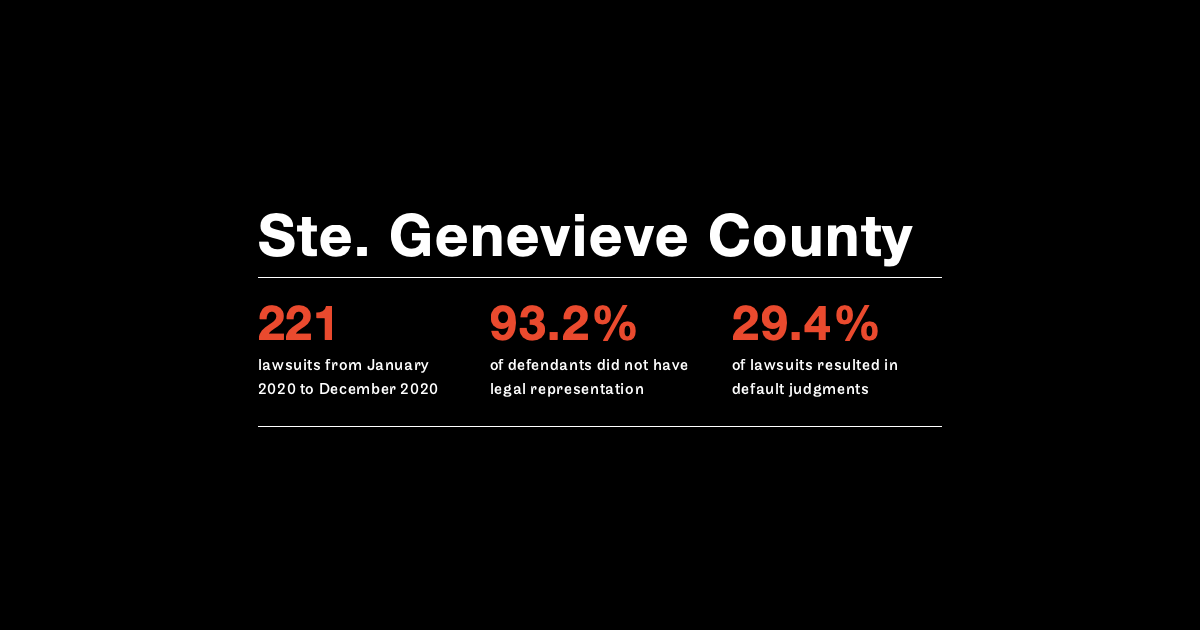 Ste. Genevieve County
221
lawsuits from January
2020 to December 2020
93.2%
of defendants did not have
legal representation
29.4%
of lawsuits resulted in
default judgments